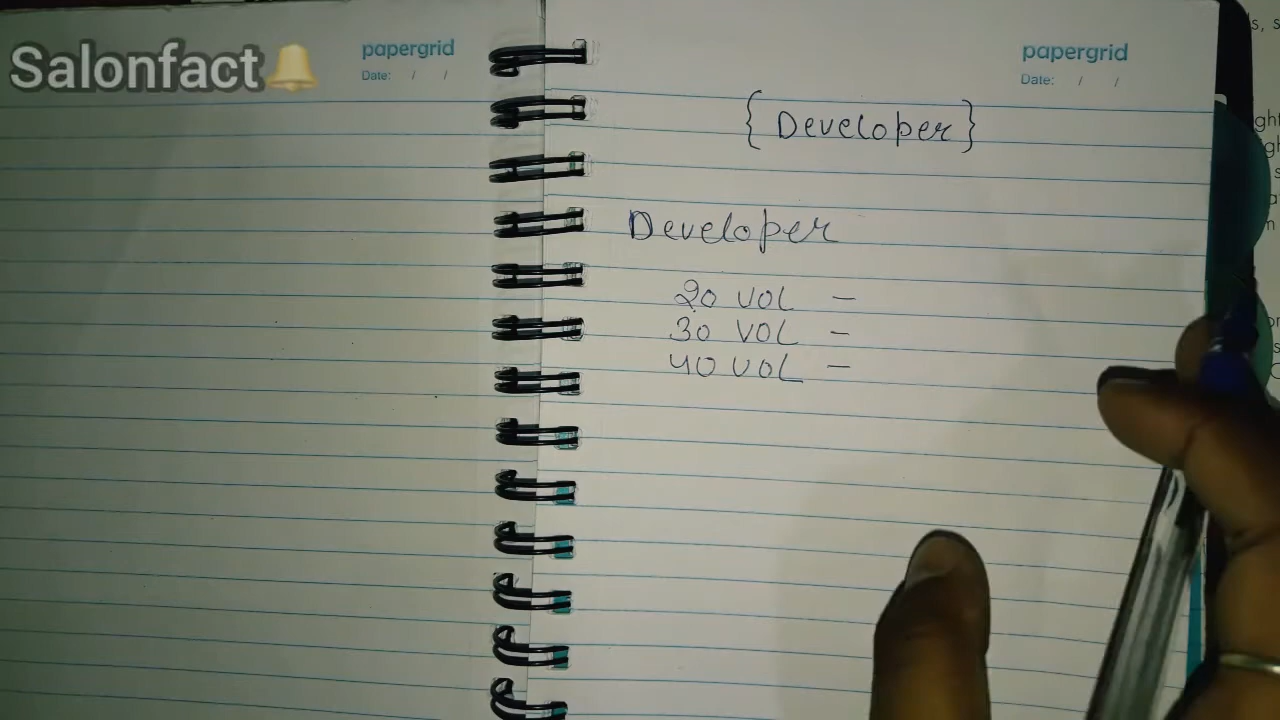 Salonfact
papergrid
Date: / /
papergrid
Date: / /
{Developer}
Developer
20 VOL -
30 VOL -
40 VOL -